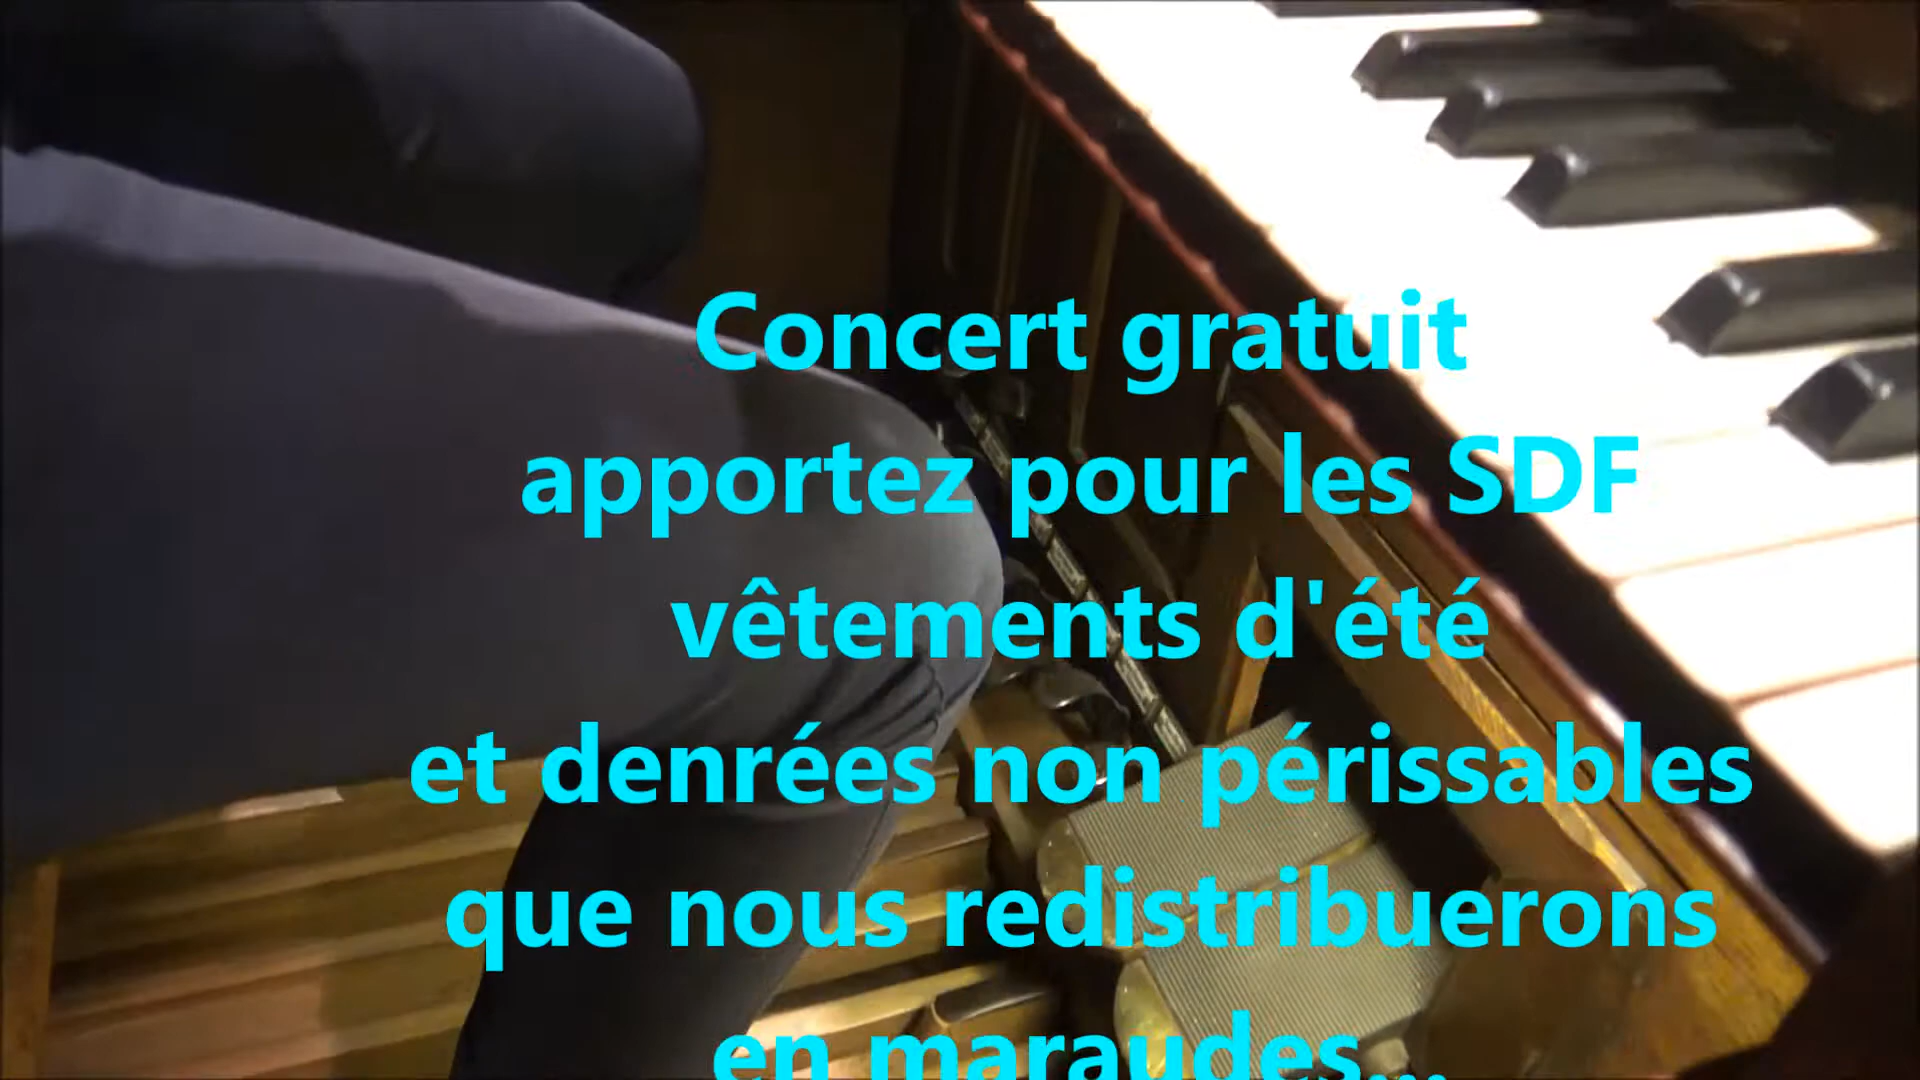 Concert gratuit
apportez pour les SDF
vêtements d'été
et denrées non périssables
que nous redistribuerons
en maraudes...